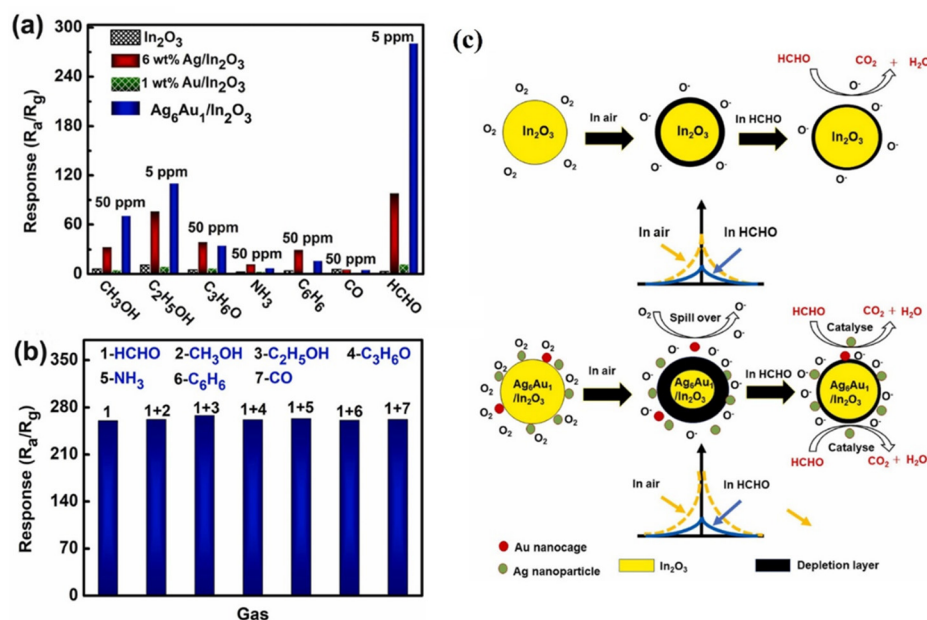 (a)
Response (Ra/Rg)
300
240
180
120
60
0
In2O3
6 wt% Ag/In2O3
1 wt% Au/In2O3
Ag6Au1/In2O3
50 ppm
5 ppm
50 ppm
50 ppm
50 ppm
50 ppm
5 ppm
CH3OH
C2H5OH
C3H6O
NH3
C6H6
CO
HCHO
(b)
Response (Ra/Rg)
350
280
210
140
70
0
1-HCHO 2-CH3OH 3-C2H5OH 4-C3H6O
5-NH3 6-C6H6 7-CO
1 1+2 1+3 1+4 1+5 1+6 1+7
Gas
(c)
O2
O2
O2
O2
O2
In2O3
In air
O-
O-
O-
O-
O-
In2O3
In HCHO
HCHO
CO2 + H2O
O-
O-
O-
O-
O-
In2O3
In air
In HCHO
O2
O2
O2
O2
O2
O2
Ag6Au1
/In2O3
In air
O2
Spill over
O-
O-
O-
O-
O-
O-
O-
O-
Ag6Au1
/In2O3
In HCHO
HCHO
CO2 + H2O
Catalyse
O-
O-
O-
O-
O-
O-
Ag6Au1
/In2O3
Catalyse
HCHO
CO2 + H2O
In air
In HCHO
Au nanocage
Ag nanoparticle
In2O3
Depletion layer